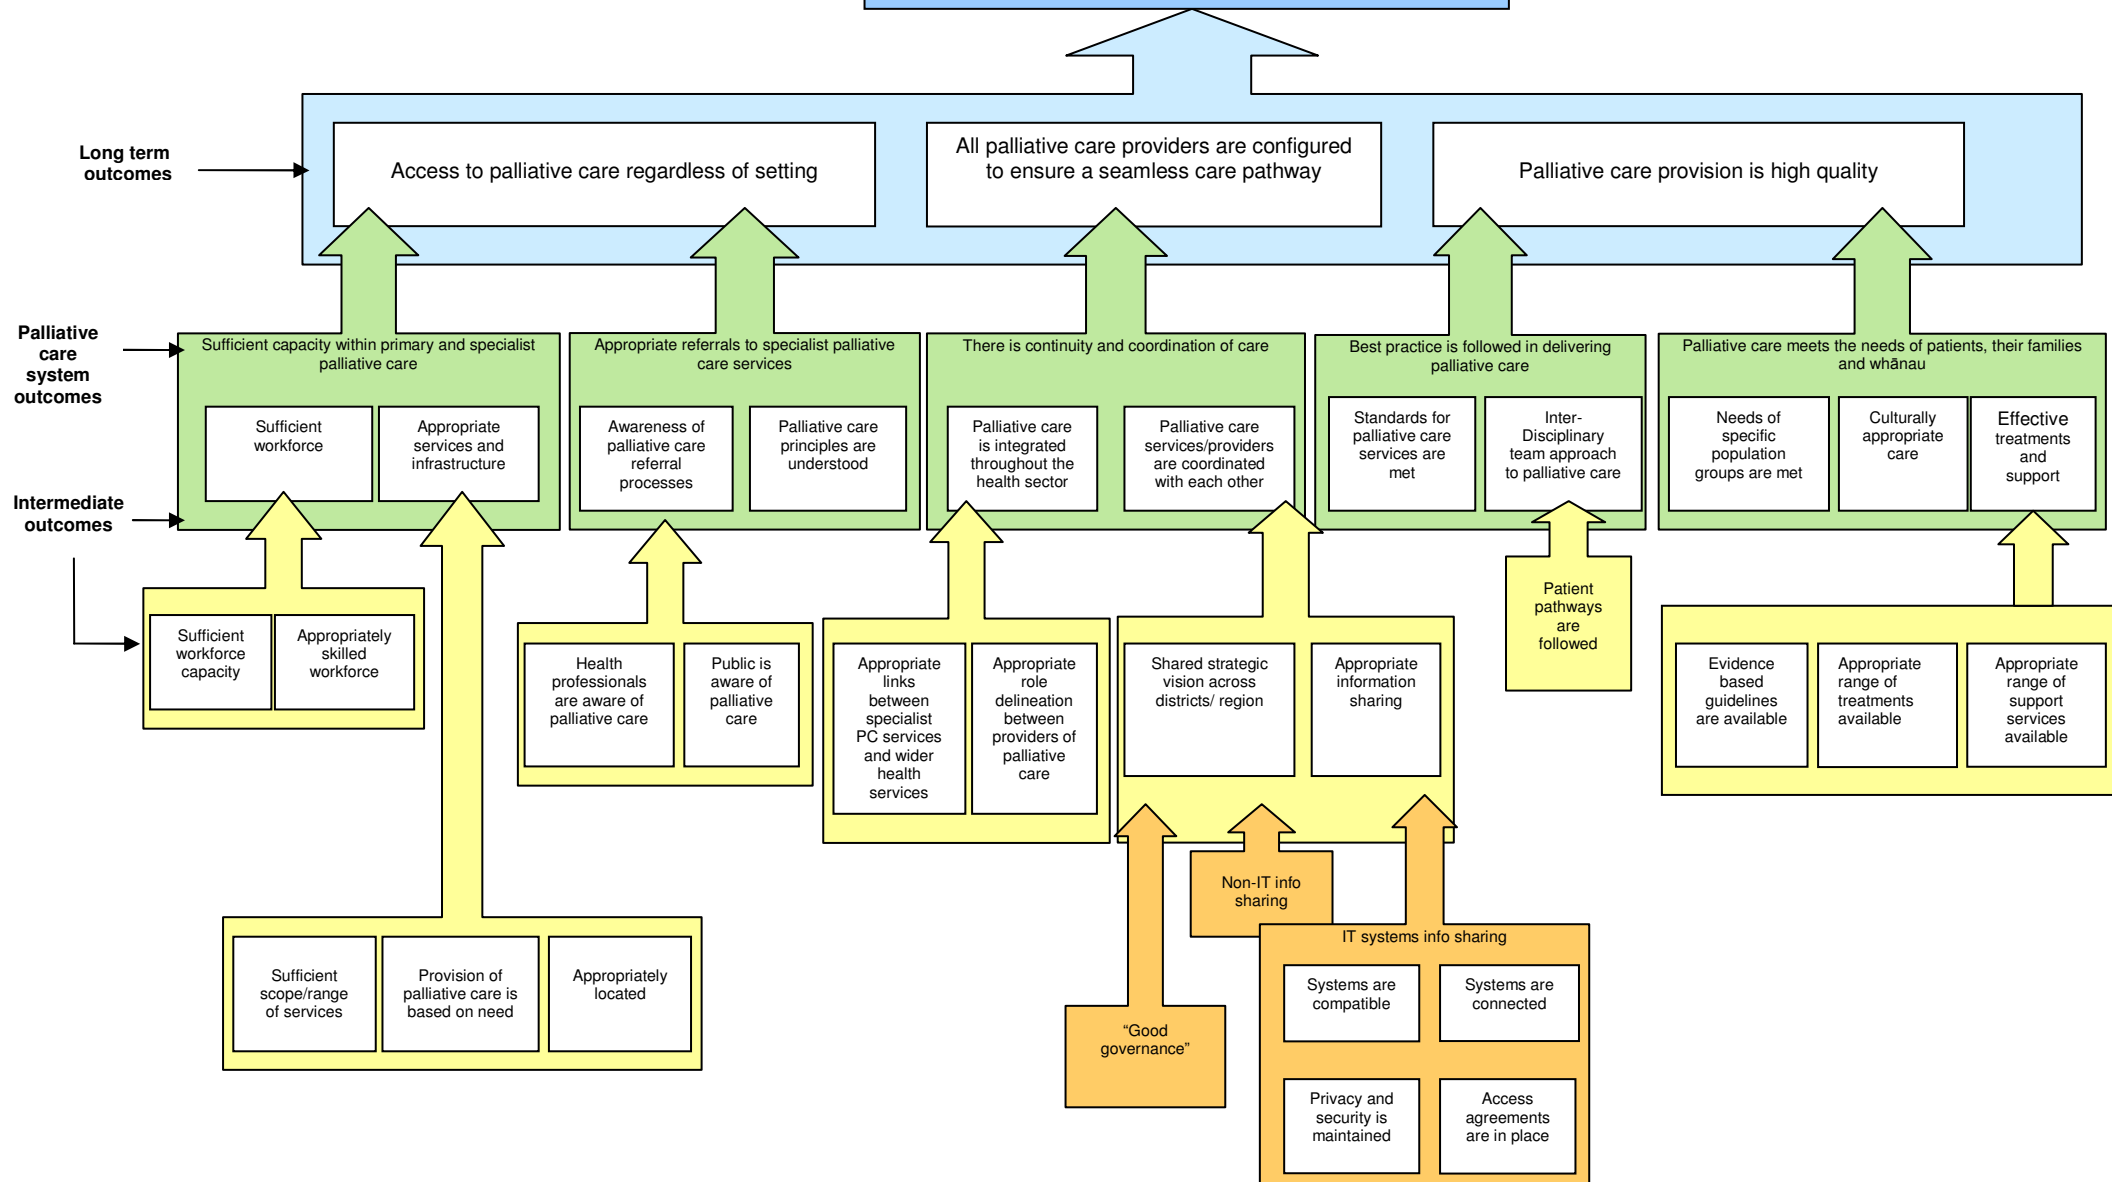 Long term
outcomes
Access to palliative care regardless of setting
All palliative care providers are configured
to ensure a seamless care pathway
Palliative care provision is high quality
Palliative
care
system
outcomes
Sufficient capacity within primary and specialist
palliative care
Appropriate referrals to specialist palliative
care services
There is continuity and coordination of care
Best practice is followed in delivering
palliative care
Palliative care meets the needs of patients, their families
and whānau
Sufficient
workforce
Appropriate
services and
infrastructure
Awareness of
palliative care
referral
processes
Palliative care
principles are
understood
Palliative care
is integrated
throughout the
health sector
Palliative care
services/providers
are coordinated
with each other
Standards for
palliative care
services are
met
Inter-
Disciplinary
team approach
to palliative care
Needs of
specific
population
groups are met
Culturally
appropriate
care
Effective
treatments
and
support
Intermediate
outcomes
Sufficient
workforce
capacity
Appropriately
skilled
workforce
Health
professionals
are aware of
palliative care
Public is
aware of
palliative
care
Appropriate
links
between
specialist
PC services
and wider
health
services
Appropriate
role
delineation
between
providers of
palliative
care
Shared strategic
vision across
districts/ region
Appropriate
information
sharing
Patient
pathways
are
followed
Evidence
based
guidelines
are available
Appropriate
range of
treatments
available
Appropriate
range of
support
services
available
Non-IT info
sharing
Sufficient
scope/range
of services
Provision of
palliative care is
based on need
Appropriately
located
“Good
governance”
IT systems info sharing
Systems are
compatible
Systems are
connected
Privacy and
security is
maintained
Access
agreements
are in place